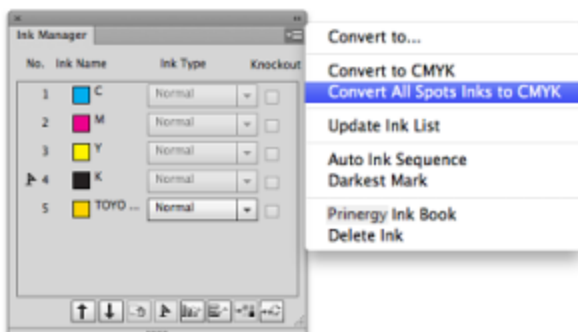 Ink Manager
No. Ink Name Ink Type Knockout
1 C Normal
2 M Normal
3 Y Normal
4 K Normal
5 TOYO ... Normal
Convert to...
Convert to CMYK
Convert All Spots Inks to CMYK
Update Ink List
Auto Ink Sequence
Darkest Mark
Prinergy Ink Book
Delete Ink